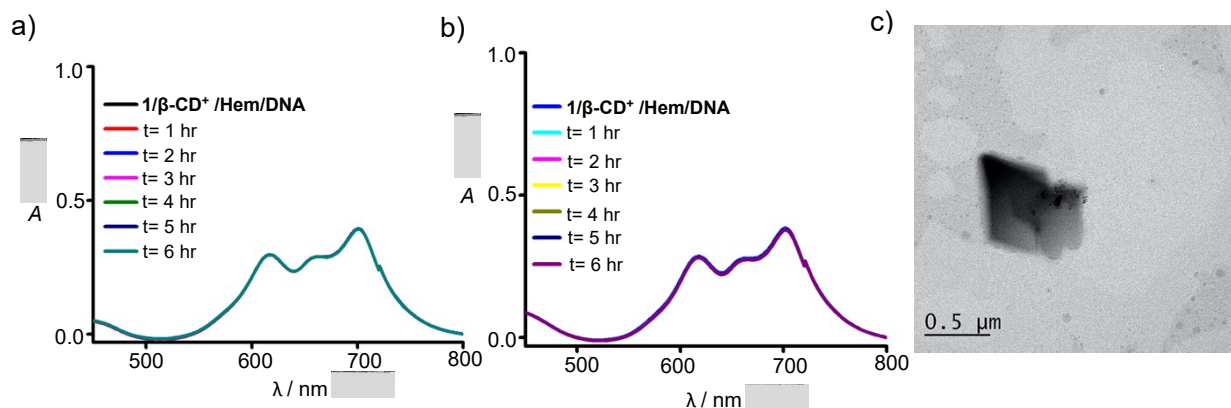 a)
1.0
0.5
0.0
A
1/β-CD⁺ /Hem/DNA
t= 1 hr
t= 2 hr
t= 3 hr
t= 4 hr
t= 5 hr
t= 6 hr
500 600 700 800
λ / nm
b)
1.0
0.5
0.0
A
1/β-CD⁺ /Hem/DNA
t= 1 hr
t= 2 hr
t= 3 hr
t= 4 hr
t= 5 hr
t= 6 hr
500 600 700 800
λ / nm
c)
0.5 μm